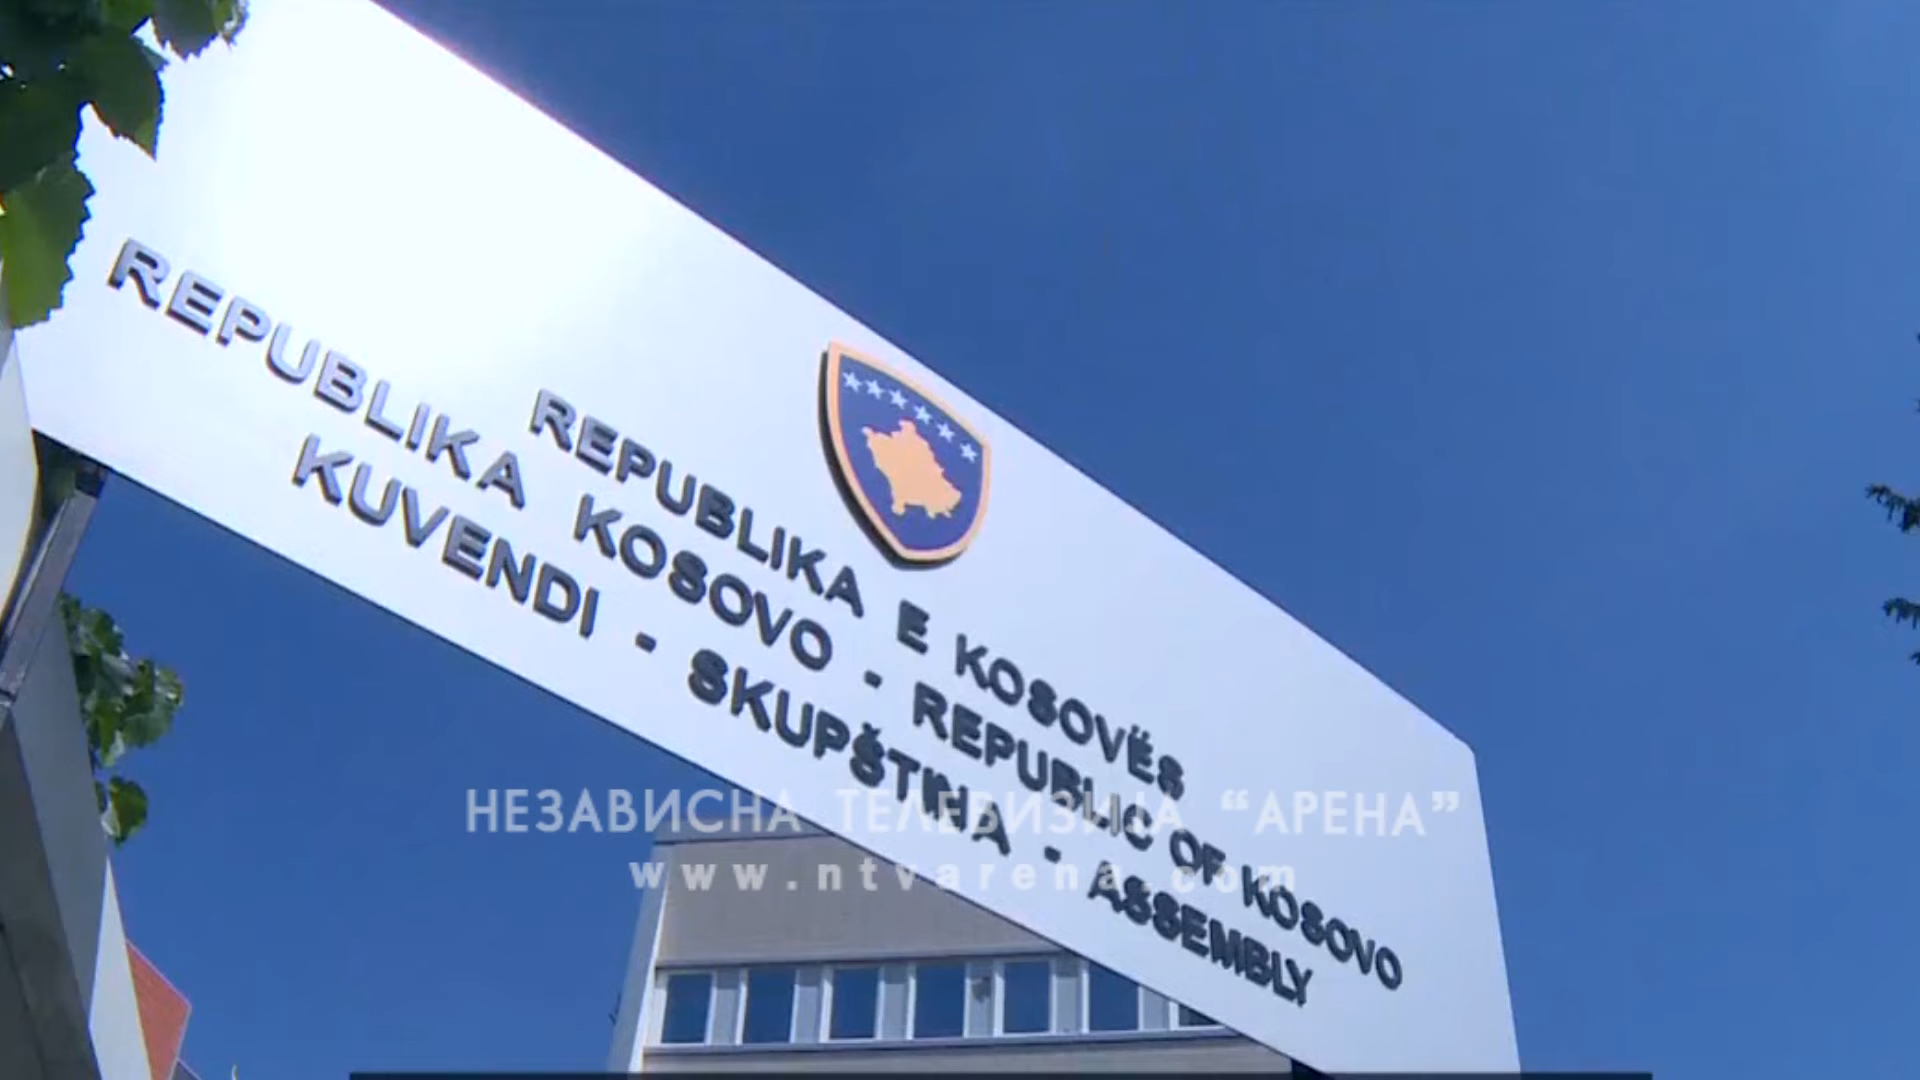 REPUBLIKA E KOSOVËS
REPUBLIKA KOSOVO - REPUBLIC OF KOSOVO
KUVENDI - SKUPŠTINA - ASSEMBLY
НЕЗАВИСНА ТЕЛЕВИЗИЈА “АРЕНА”
www.ntvarena.com